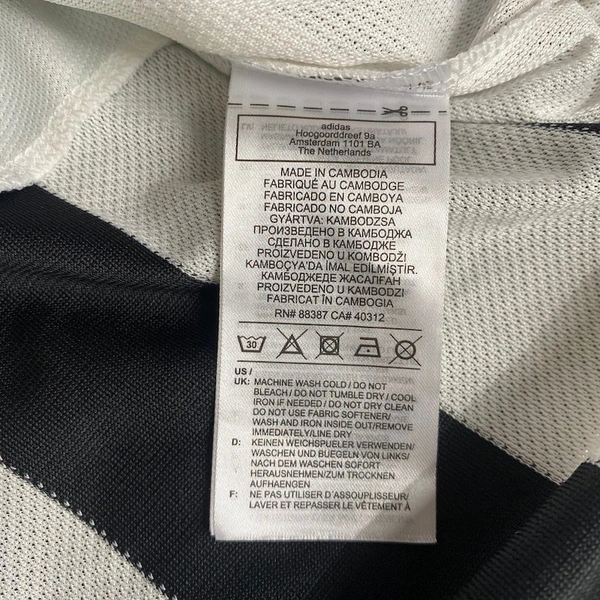 adidas
Hoogoorddreef 9a
Amsterdam 1101 BA
The Netherlands
MADE IN CAMBODIA
FABRIQUÉ AU CAMBODGE
FABRICADO EN CAMBOYA
FABRICADO NO CAMBOJA
GYÁRTVA: KAMBODZSA
ПРОИЗВЕДЕНО В КАМБОДЖА
СДЕЛАНО В КАМБОДЖЕ
PROIZVEDENO U KOMBODŽI
KAMBOÇYA'DA İMAL EDİLMİŞTİR.
КАМБОДЖЕДЕ ЖАСАЛҒАН
PROIZVEDENO U KAMBODZI
FABRICAT ÎN CAMBOGIA
RN# 88387 CA# 40312
30
US /
UK: MACHINE WASH COLD / DO NOT
BLEACH / DO NOT TUMBLE DRY / COOL
IRON IF NEEDED / DO NOT DRY CLEAN
DO NOT USE FABRIC SOFTENER/
WASH AND IRON INSIDE OUT/REMOVE
IMMEDIATELY/LINE DRY
D: KEINEN WEICHSPUELER VERWENDEN/
WASCHEN UND BUEGELN VON LINKS/
NACH DEM WASCHEN SOFORT
HERAUSNEHMEN/ZUM TROCKNEN
AUFHAENGEN
F: NE PAS UTILISER D'ASSOUPLISSEUR/
LAVER ET REPASSER LE VÊTEMENT À